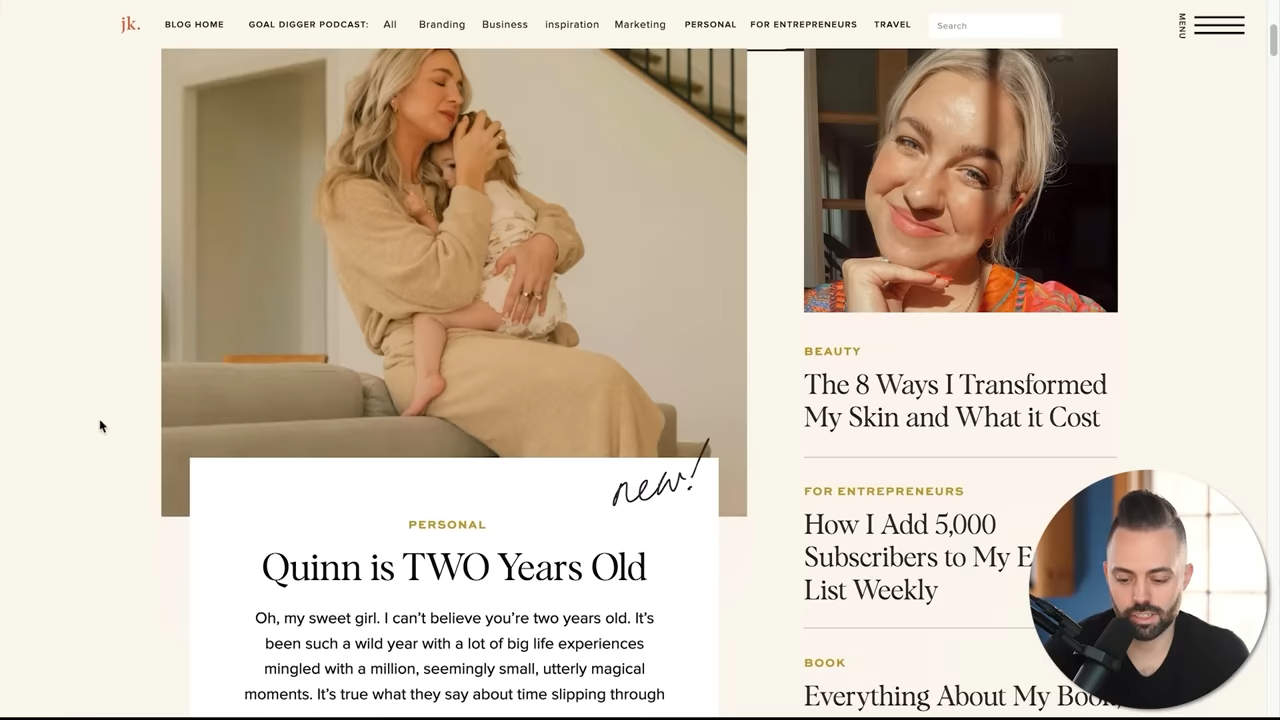 jk. BLOG HOME GOAL DIGGER PODCAST: All Branding Business inspiration Marketing PERSONAL FOR ENTREPRENEURS TRAVEL Search MENU
new!
PERSONAL
Quinn is TWO Years Old
Oh, my sweet girl. I can't believe you're two years old. It's
been such a wild year with a lot of big life experiences
mingled with a million, seemingly small, utterly magical
moments. It's true what they say about time slipping through
BEAUTY
The 8 Ways I Transformed
My Skin and What it Cost
FOR ENTREPRENEURS
How I Add 5,000
Subscribers to My E
List Weekly
BOOK
Everything About My Book,